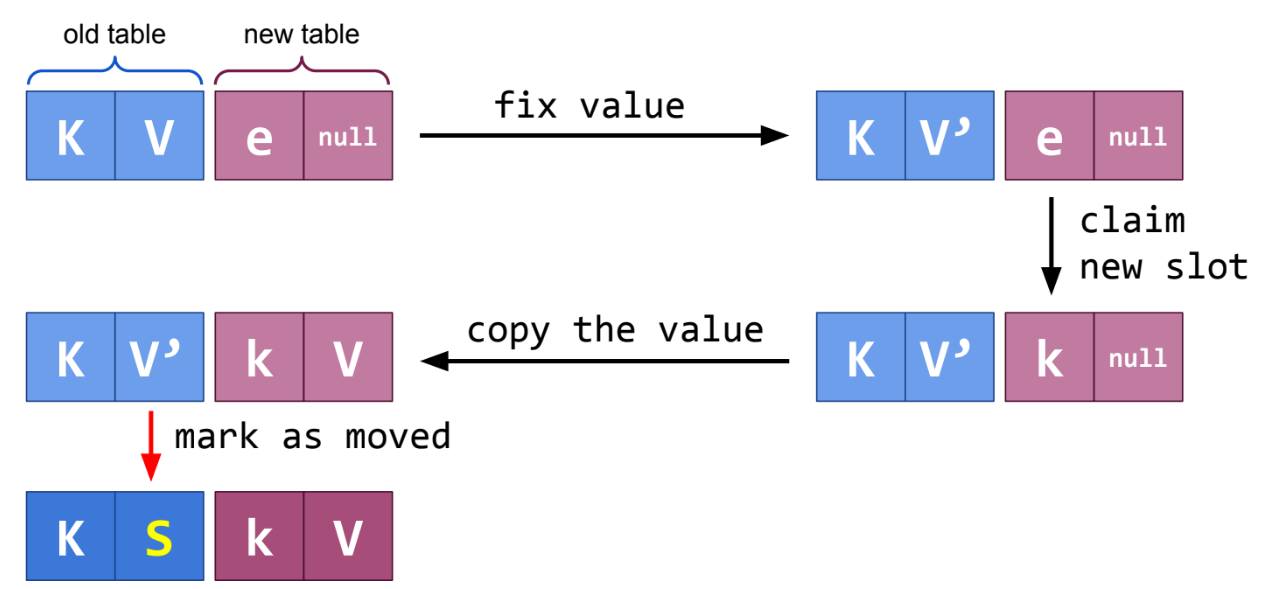 old table new table
K V e null
fix value
K V’ e null
claim
new slot
K V’ k null
copy the value
K V’ k V
mark as moved
K S k V